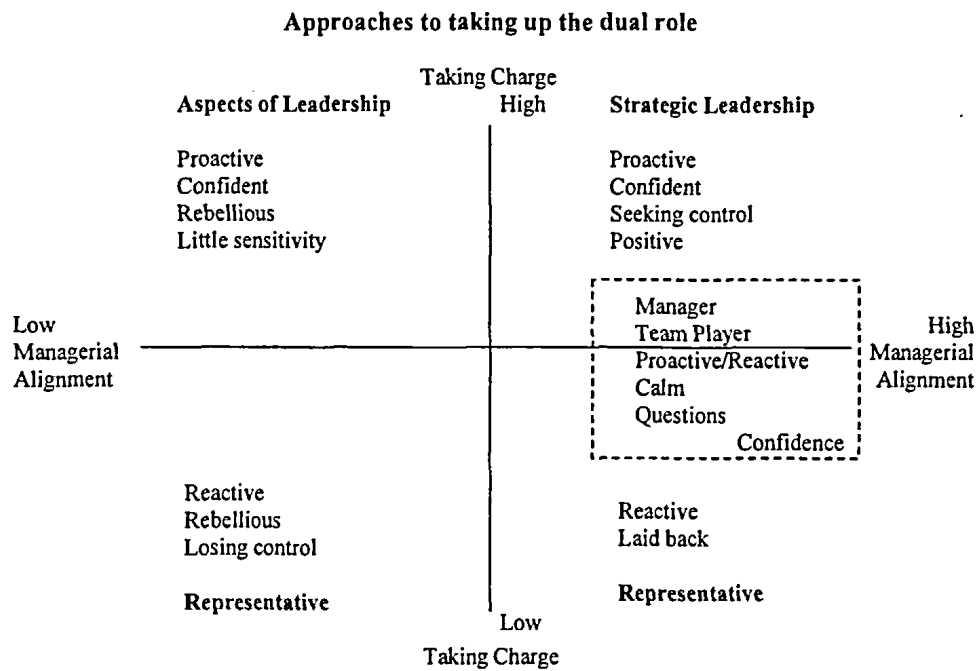 Approaches to taking up the dual role
Taking Charge
Aspects of Leadership
High
Strategic Leadership
Proactive
Confident
Rebellious
Little sensitivity
Proactive
Confident
Seeking control
Positive
Low
Managerial
Alignment
Manager
Team Player
Proactive/Reactive
Calm
Questions
Confidence
High
Managerial
Alignment
Reactive
Rebellious
Losing control
Representative
Reactive
Laid back
Representative
Low
Taking Charge